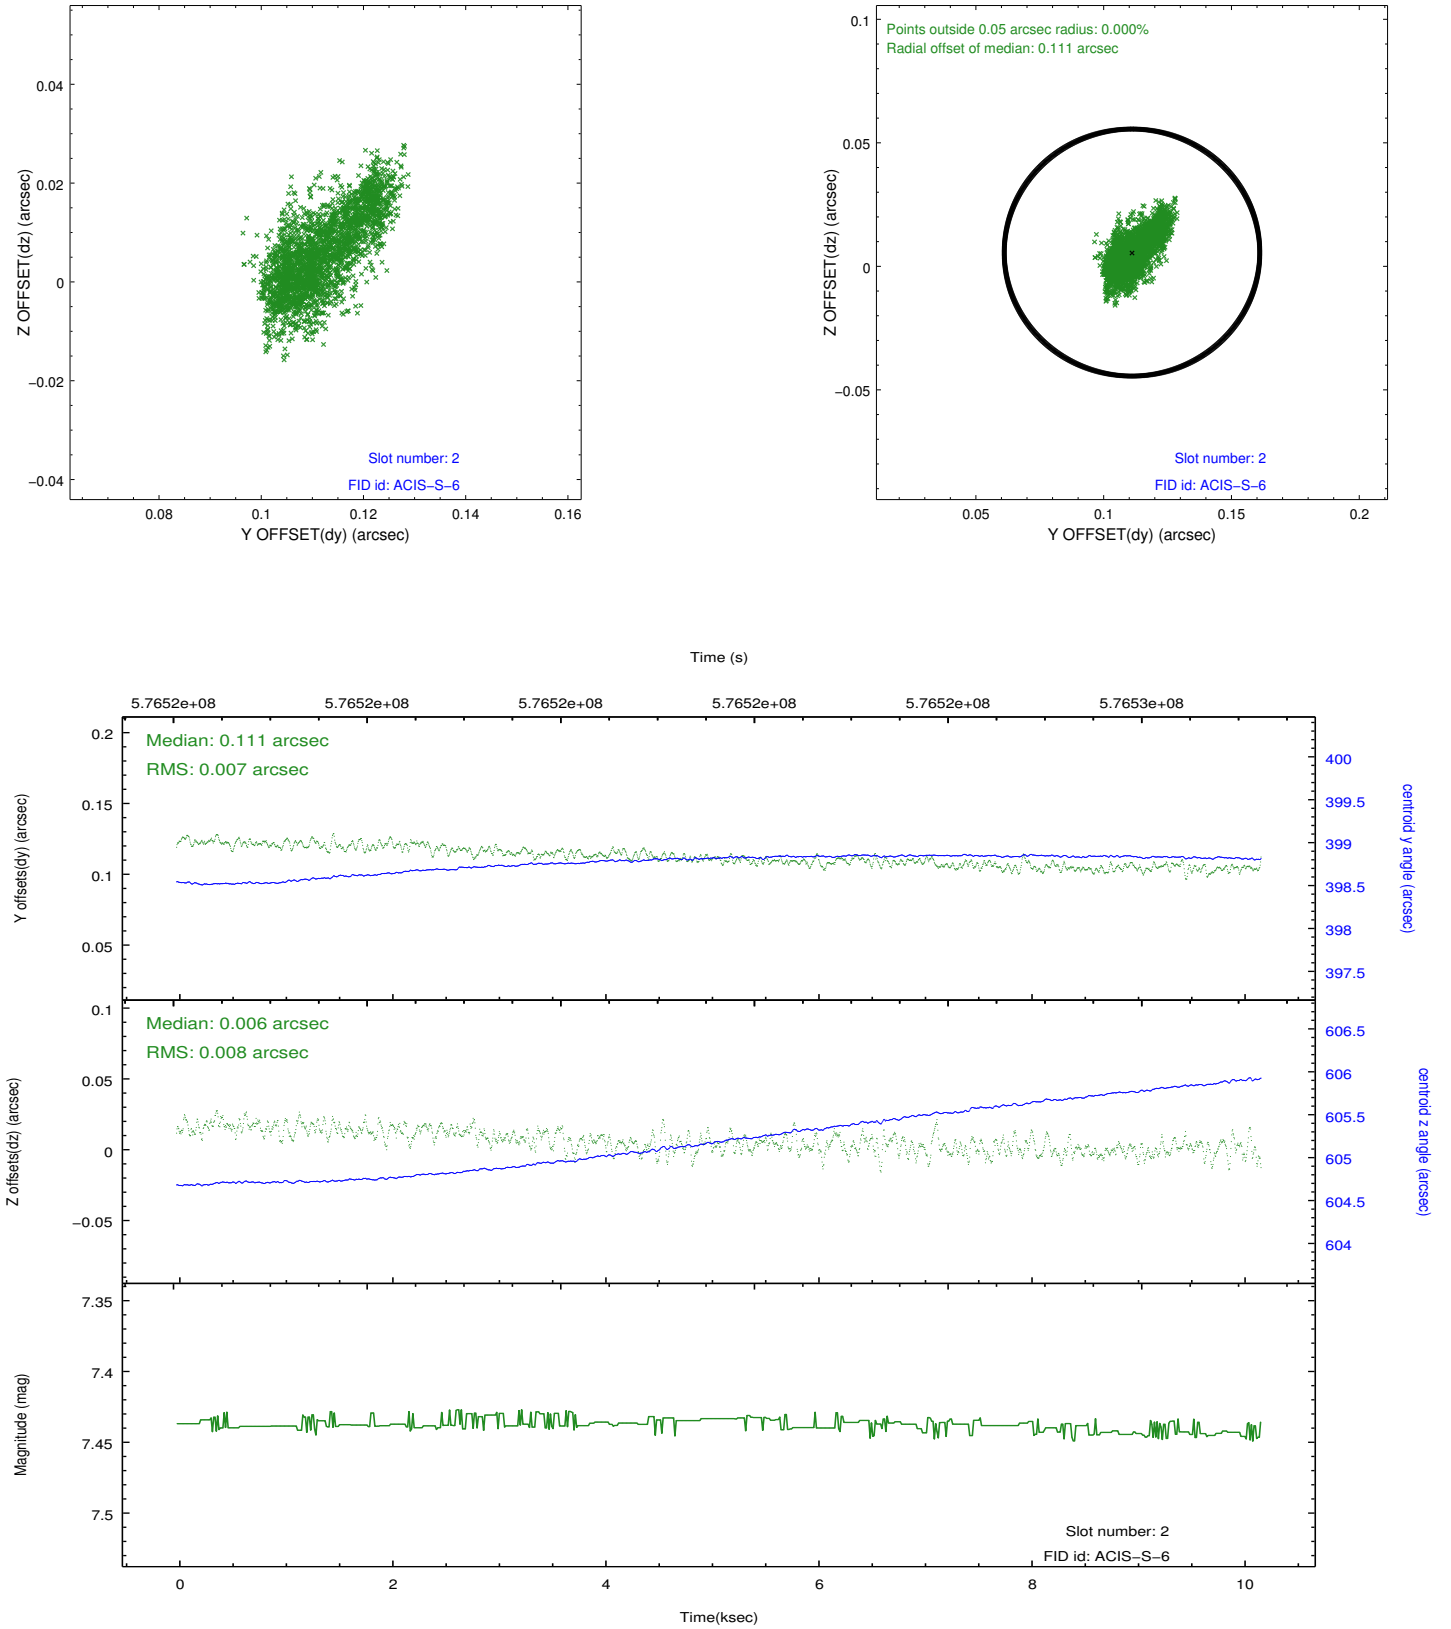 0.04
0.02
0
−0.02
−0.04
Z OFFSET(dz) (arcsec)
Slot number: 2
FID id: ACIS−S−6
0.08
0.1
0.12
0.14
0.16
Y OFFSET(dy) (arcsec)
Points outside 0.05 arcsec radius: 0.000%
Radial offset of median: 0.111 arcsec
0.1
0.05
0
−0.05
Z OFFSET(dz) (arcsec)
Slot number: 2
FID id: ACIS−S−6
0.05
0.1
0.15
0.2
Y OFFSET(dy) (arcsec)
Time (s)
5.7652e+08
5.7652e+08
5.7652e+08
5.7652e+08
5.7652e+08
5.7653e+08
Median: 0.111 arcsec
RMS: 0.007 arcsec
0.2
0.15
0.1
0.05
Y offsets(dy) (arcsec)
400
399.5
399
398.5
398
397.5
centroid y angle (arcsec)
Median: 0.006 arcsec
RMS: 0.008 arcsec
0.1
0.05
0
−0.05
Z offsets(dz) (arcsec)
606.5
606
605.5
605
604.5
604
centroid z angle (arcsec)
7.35
7.4
7.45
7.5
Magnitude (mag)
Slot number: 2
FID id: ACIS−S−6
0
2
4
6
8
10
Time(ksec)